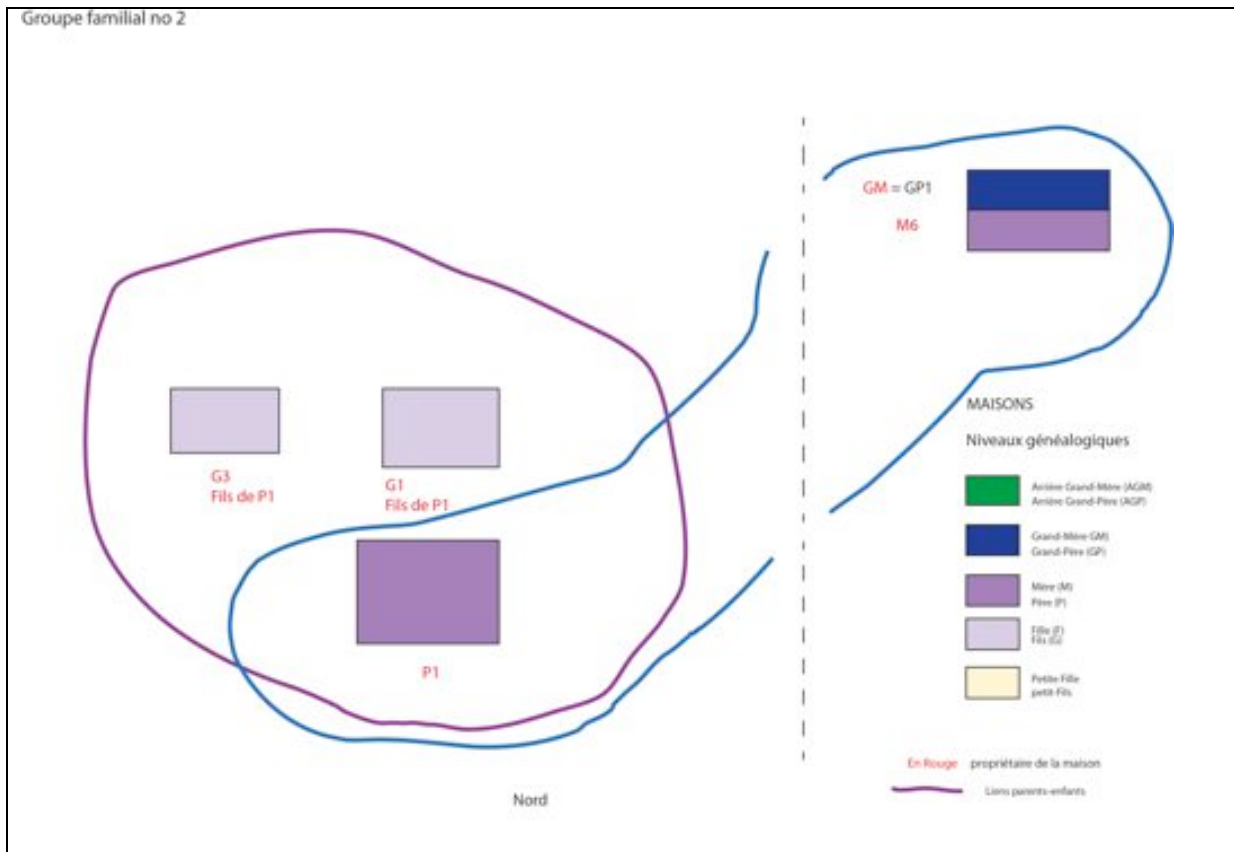 Groupe familial no 2
GM = GP1
M6
G3
Fils de P1
G1
Fils de P1
P1
Nord
MAISONS
Niveaux généalogiques
Arrière Grand-Mère (AGM)
Arrière Grand-Père (AGP)
Grand-Mère GM)
Grand-Père (GP)
Mère (M)
Père (P)
Fille (F)
Fils (G)
Petite Fille
petit Fils
En Rouge propriétaire de la maison
Liens parents-enfants